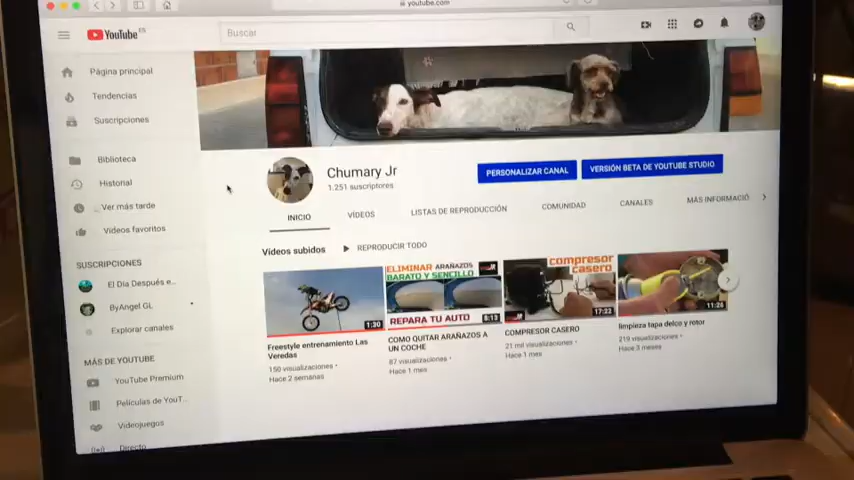 youtube.com
YouTube ES
Buscar
Página principal
Tendencias
Suscripciones
Biblioteca
Historial
Ver más tarde
Videos favoritos
SUSCRIPCIONES
El Día Después e...
ByAngel GL
Explorar canales
MÁS DE YOUTUBE
YouTube Premium
Películas de YouT...
Videojuegos
Directo
Chumary Jr
1.251 suscriptores
PERSONALIZAR CANAL
VERSIÓN BETA DE YOUTUBE STUDIO
INICIO
VÍDEOS
LISTAS DE REPRODUCCIÓN
COMUNIDAD
CANALES
MÁS INFORMACIÓ
Vídeos subidos
REPRODUCIR TODO
1:30
Freestyle entrenamiento Las
Veredas
150 visualizaciones •
Hace 2 semanas
ELIMINAR ARAÑAZOS
BARATO Y SENCILLO
REPARA TU AUTO
8:13
COMO QUITAR ARAÑAZOS A
UN COCHE
87 visualizaciones •
Hace 1 mes
compresor
casero
17:22
COMPRESOR CASERO
21 mil visualizaciones •
Hace 1 mes
11:26
limpieza tapa delco y rotor
219 visualizaciones •
Hace 3 meses